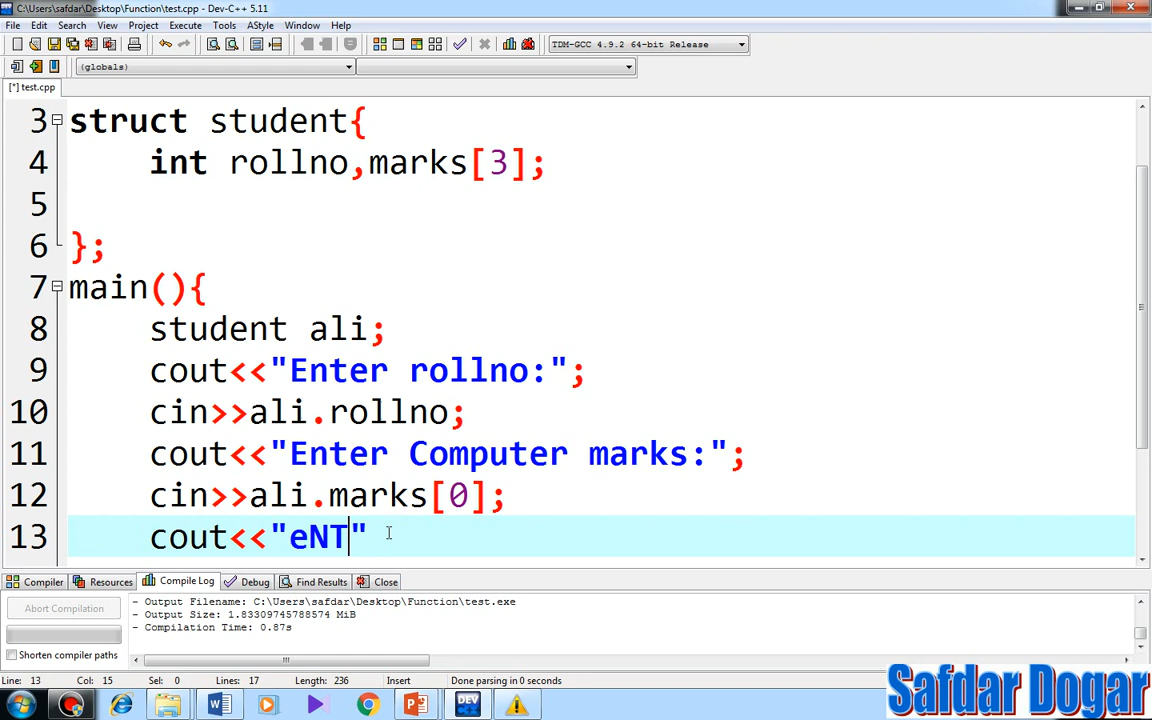 C:\Users\safdar\Desktop\Function\test.cpp - Dev-C++ 5.11
File Edit Search View Project Execute Tools AStyle Window Help
TDM-GCC 4.9.2 64-bit Release
(globals)
[*] test.cpp
3 struct student{
4 int rollno,marks[3];
5
6 };
7 main(){
8 student ali;
9 cout<<"Enter rollno:";
10 cin>>ali.rollno;
11 cout<<"Enter Computer marks:";
12 cin>>ali.marks[0];
13 cout<<"eNT"
Compiler Resources Compile Log Debug Find Results Close
Abort Compilation
Shorten compiler paths
- Output Filename: C:\Users\safdar\Desktop\Function\test.exe
- Output Size: 1.83309745788574 MiB
- Compilation Time: 0.87s
Line: 13 Col: 15 Sel: 0 Lines: 17 Length: 236 Insert Done parsing in 0 seconds
Safdar Dogar